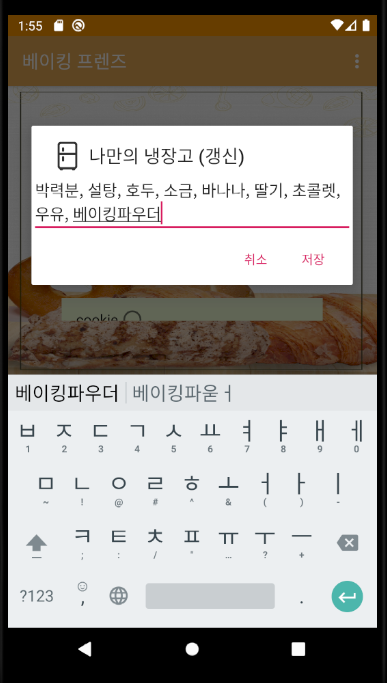 1:55
베이킹 프렌즈
나만의 냉장고 (갱신)
박력분, 설탕, 호두, 소금, 바나나, 딸기, 초콜렛,
우유, 베이킹파우더
취소 저장
cookie
베이킹파우더 베이킹파욷ㅓ
ㅂ ㅈ ㄷ ㄱ ㅅ ㅛ ㅕ ㅑ ㅐ ㅔ
1 2 3 4 5 6 7 8 9 0
ㅁ ㄴ ㅇ ㄹ ㅎ ㅗ ㅓ ㅏ ㅣ
~ ! @ # ^ & ( ) -
ㅋ ㅌ ㅊ ㅍ ㅠ ㅜ ㅡ
; : / ... ? +
?123 , .